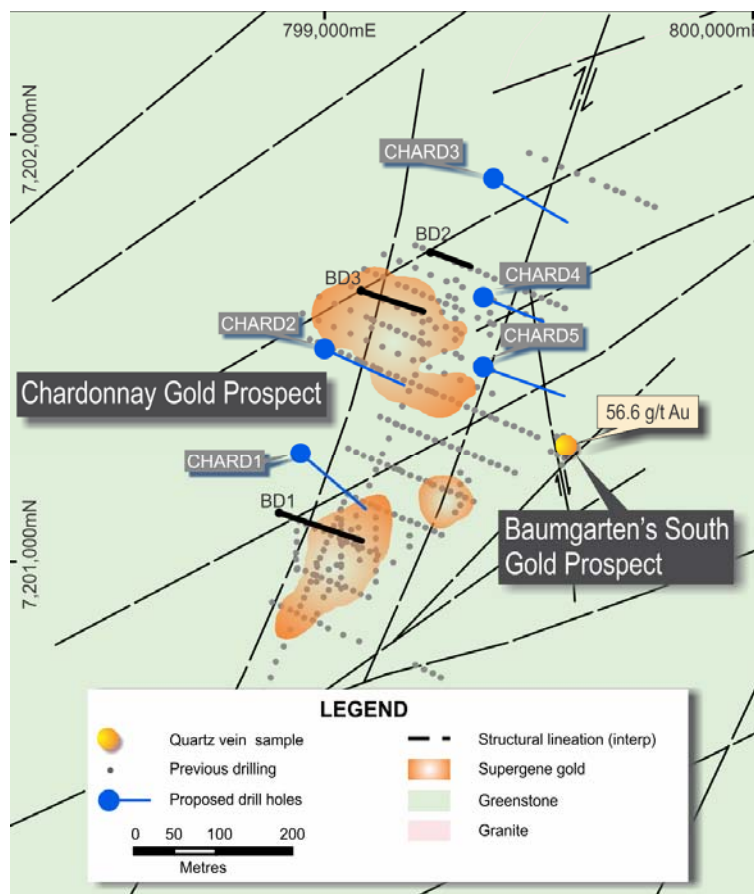 799,000mE
800,000mE
7,202,000mN
CHARD3
BD2
BD3
CHARD4
CHARD2
CHARD5
Chardonnay Gold Prospect
56.6 g/t Au
CHARD1
BD1
Baumgarten's South
Gold Prospect
7,201,000mN
LEGEND
Quartz vein sample
Previous drilling
Proposed drill holes
0 50 100 200
Metres
Structural lineation (interp)
Supergene gold
Greenstone
Granite